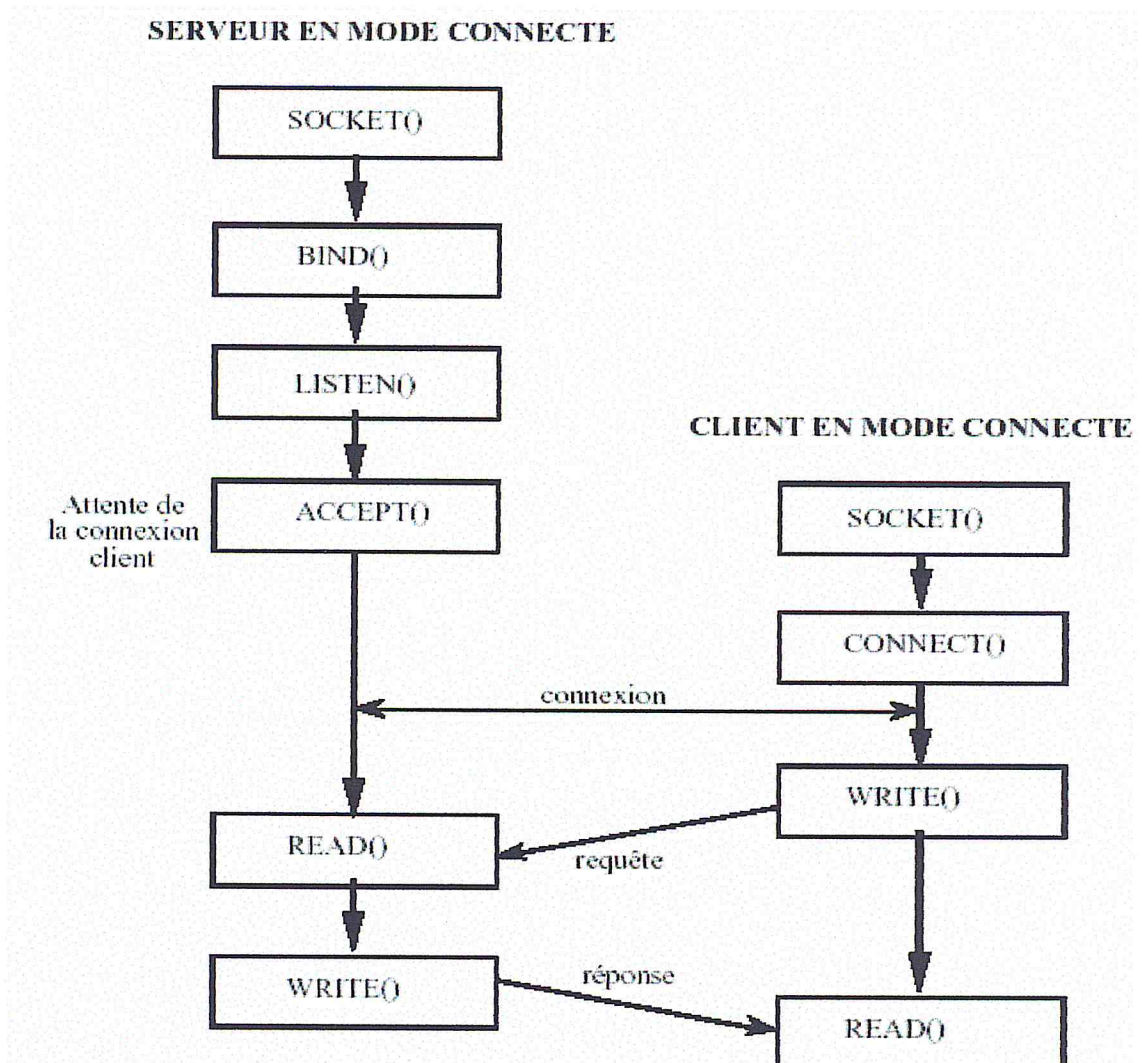 SERVEUR EN MODE CONNECTE
SOCKET()
BIND()
LISTEN()
CLIENT EN MODE CONNECTE
Attente de
la connexion
client
ACCEPT()
SOCKET()
CONNECT()
connexion
WRITE()
READ()
requête
WRITE()
réponse
READ()